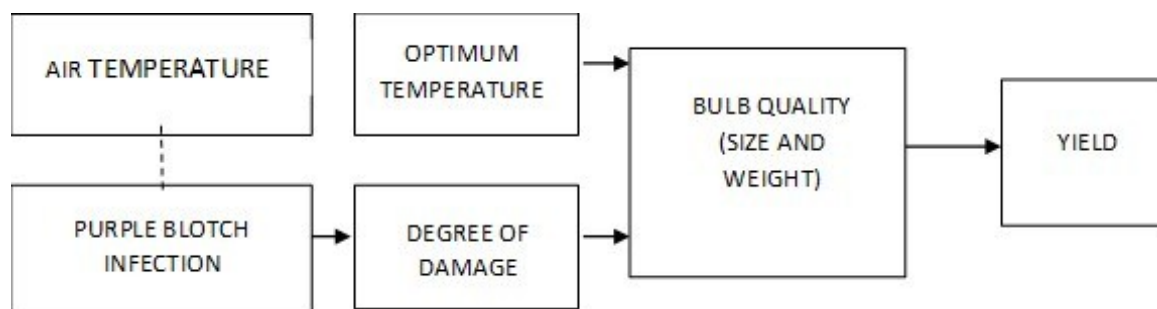 AIR TEMPERATURE
OPTIMUM
TEMPERATURE
BULB QUALITY
(SIZE AND
WEIGHT)
YIELD
PURPLE BLOTCH
INFECTION
DEGREE OF
DAMAGE